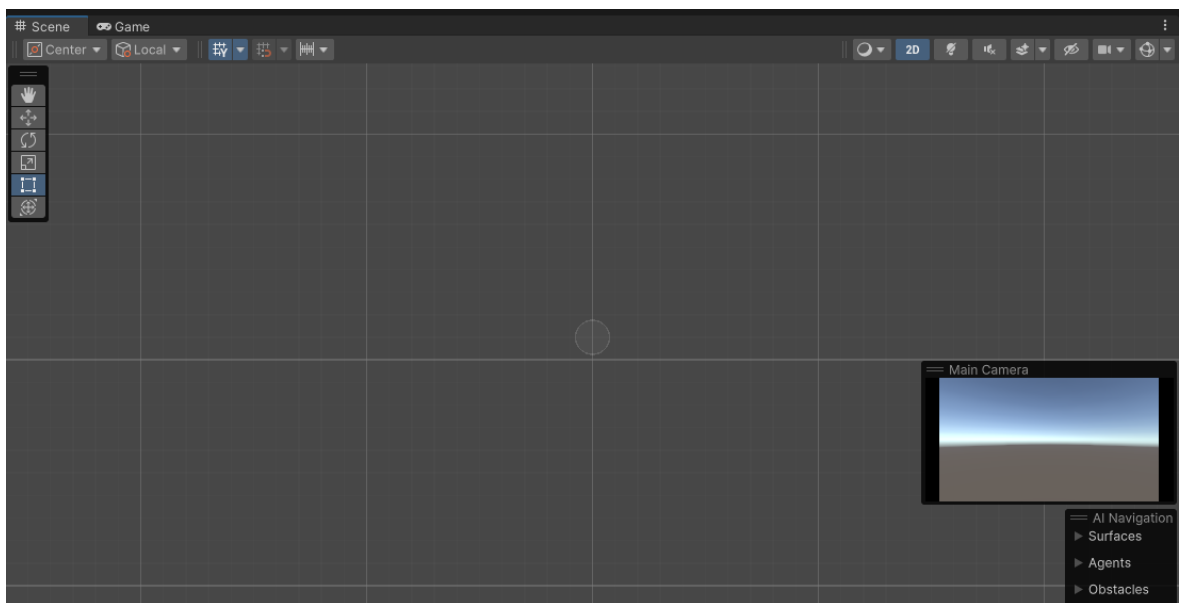 Scene Game
Center Local 2D
Main Camera
AI Navigation
Surfaces
Agents
Obstacles